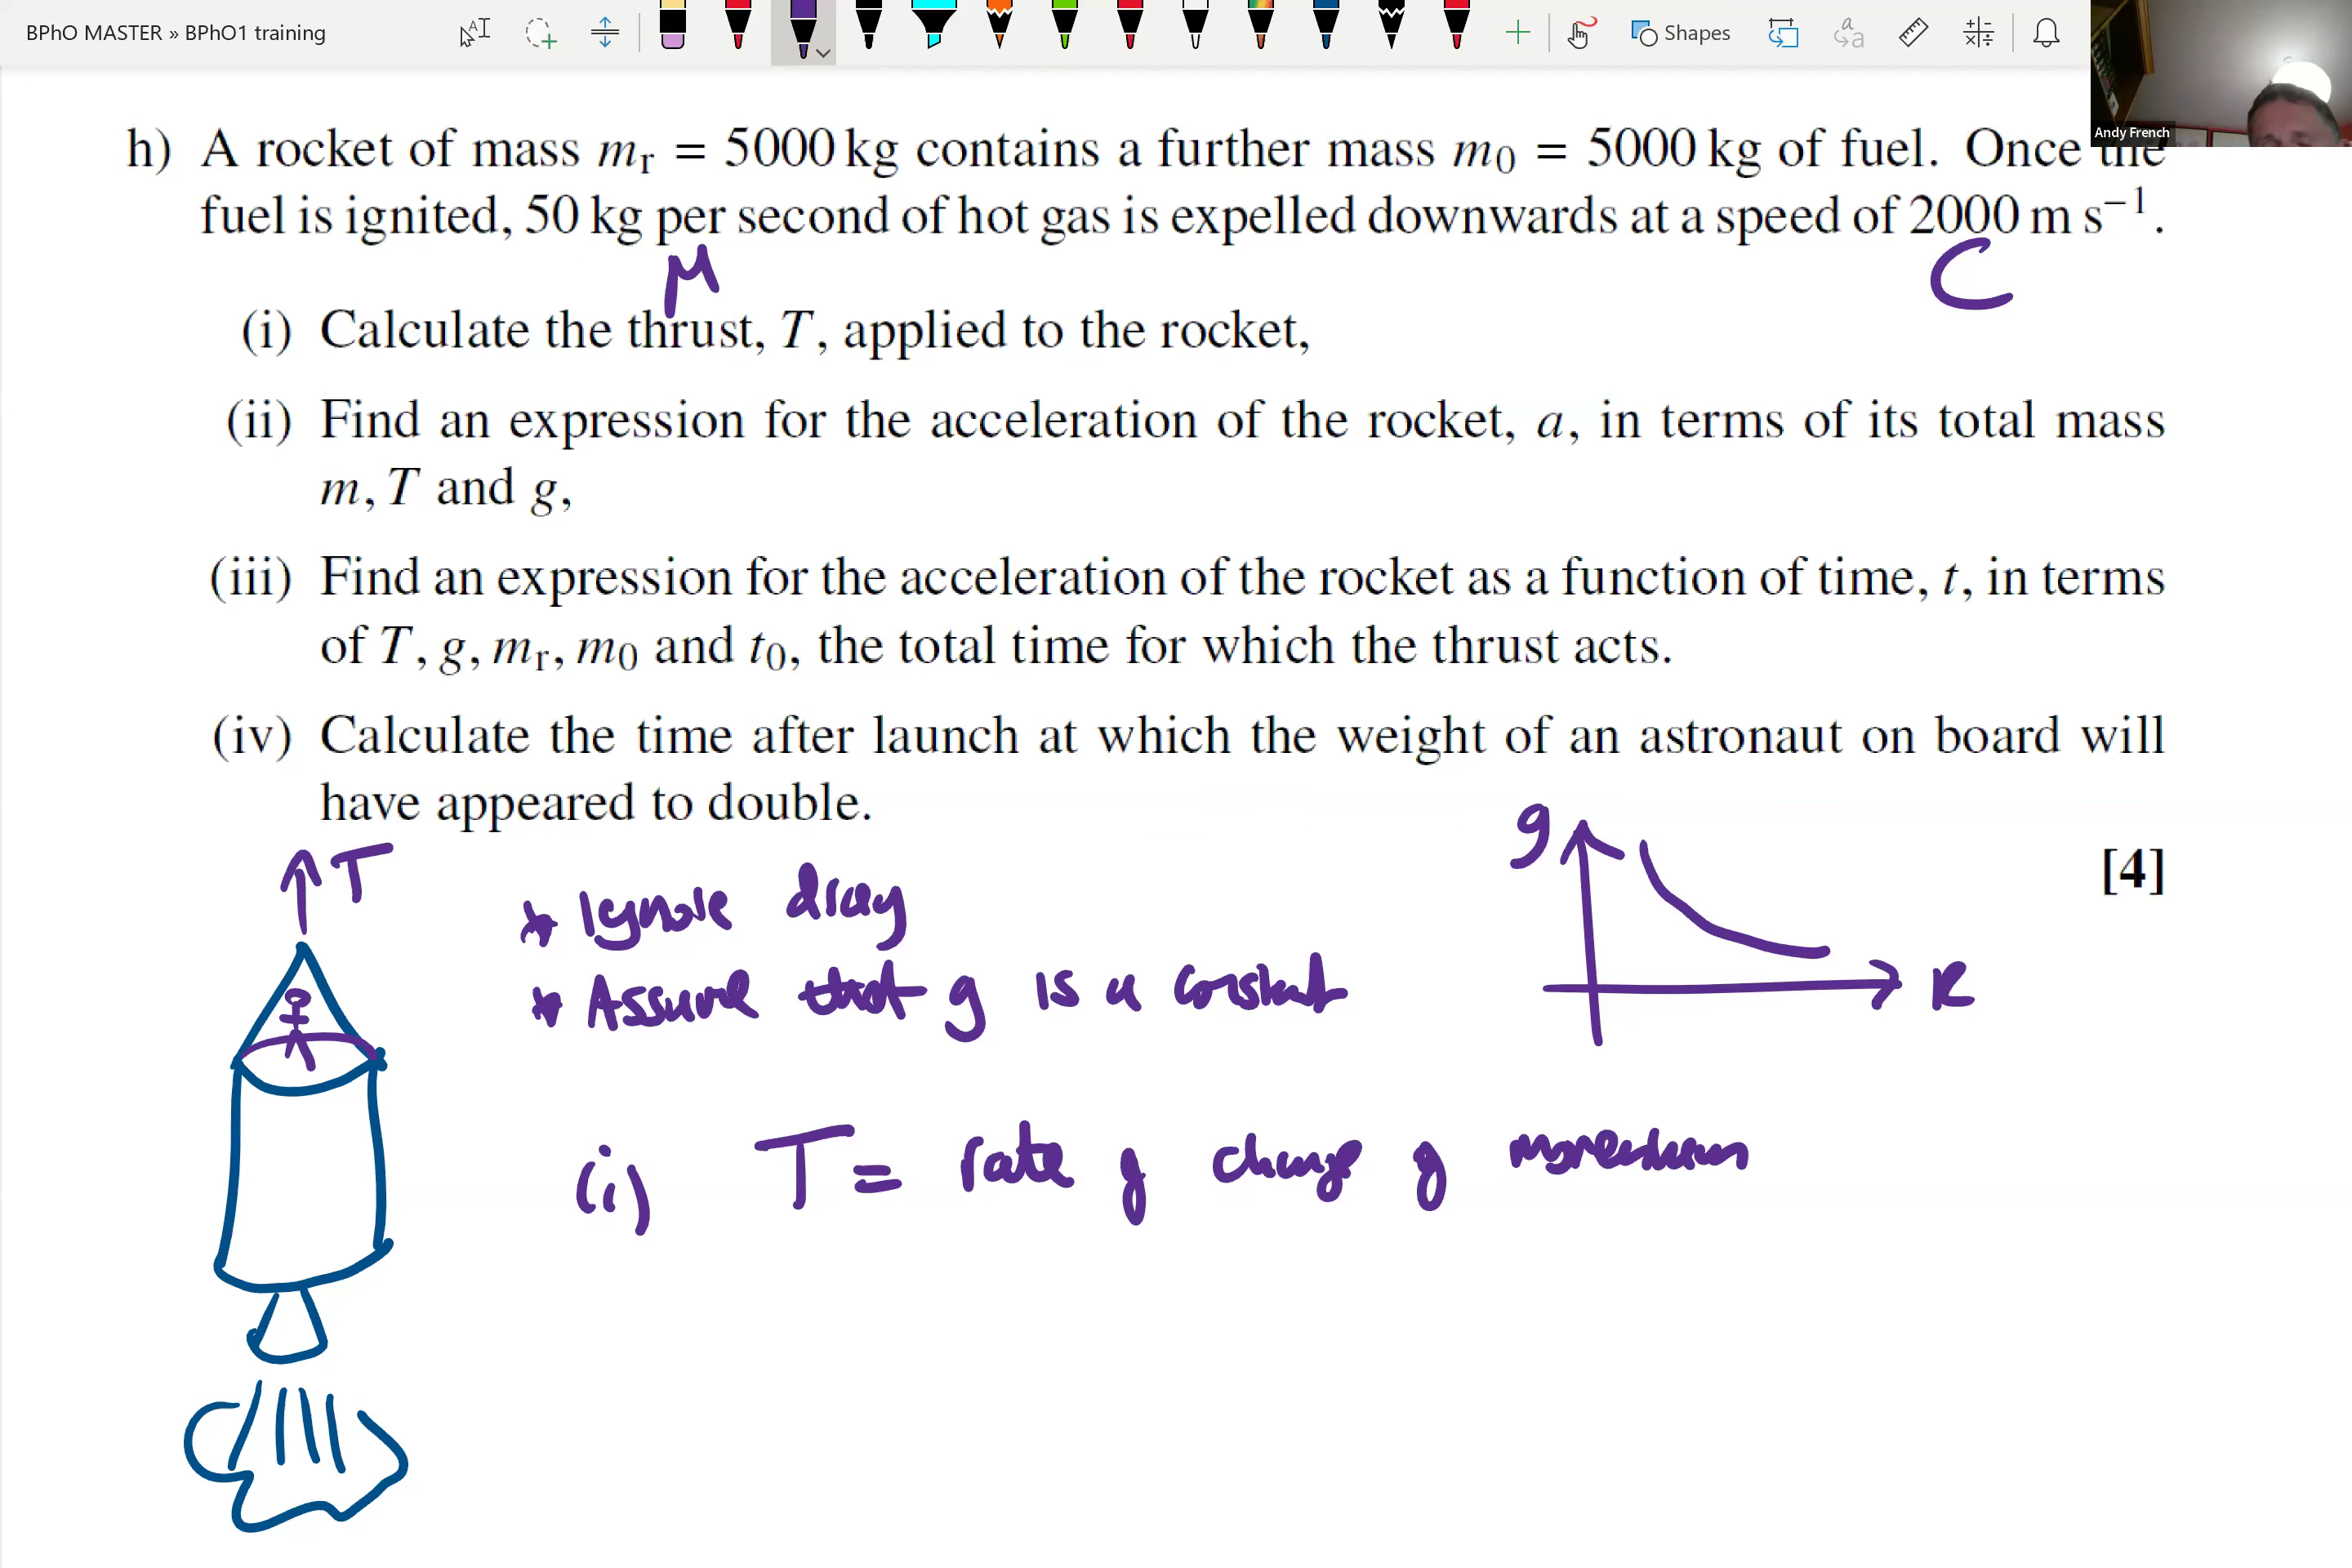 BPhO MASTER » BPhO1 training
Shapes
Andy French
h) A rocket of mass mᵣ = 5000 kg contains a further mass m₀ = 5000 kg of fuel. Once the
fuel is ignited, 50 kg per second of hot gas is expelled downwards at a speed of 2000 m s⁻¹.
μ
C
(i) Calculate the thrust, T, applied to the rocket,
(ii) Find an expression for the acceleration of the rocket, a, in terms of its total mass
m, T and g,
(iii) Find an expression for the acceleration of the rocket as a function of time, t, in terms
of T, g, mᵣ, m₀ and t₀, the total time for which the thrust acts.
(iv) Calculate the time after launch at which the weight of an astronaut on board will
have appeared to double.
[4]
T
* Ignore drag
* Assume that g is a constant
g
R
(i) T = rate of change of momentum